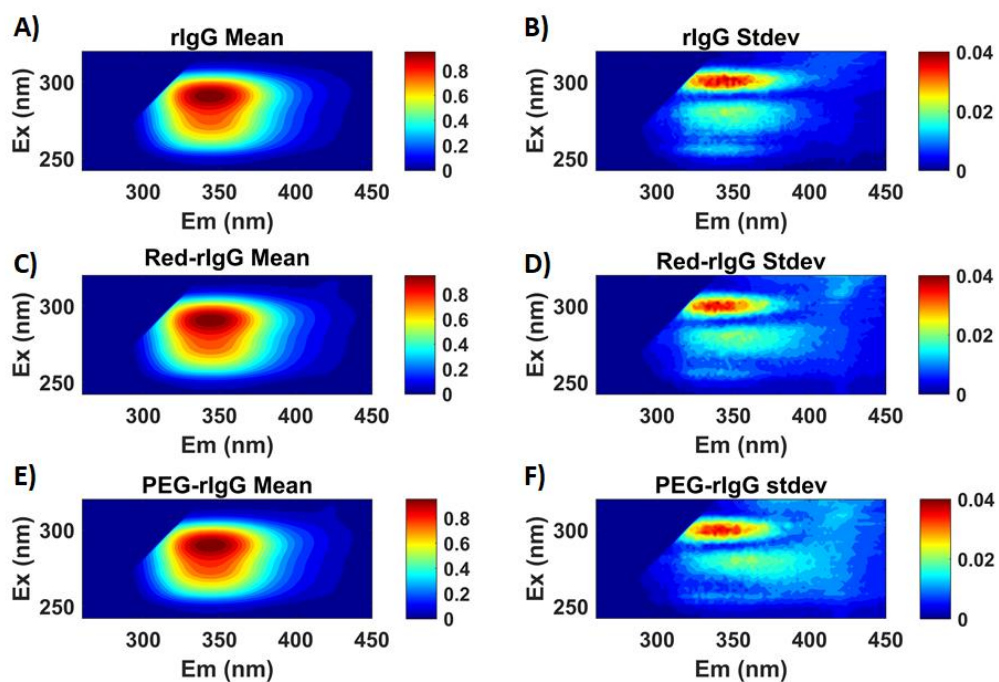 A)
rIgG Mean
Ex (nm)
300
250
300 350 400 450
Em (nm)
0.8
0.6
0.4
0.2
0
B)
rIgG Stdev
Ex (nm)
300
250
300 350 400 450
Em (nm)
0.04
0.02
0
C)
Red-rIgG Mean
Ex (nm)
300
250
300 350 400 450
Em (nm)
0.8
0.6
0.4
0.2
0
D)
Red-rIgG Stdev
Ex (nm)
300
250
300 350 400 450
Em (nm)
0.04
0.02
0
E)
PEG-rIgG Mean
Ex (nm)
300
250
300 350 400 450
Em (nm)
0.8
0.6
0.4
0.2
0
F)
PEG-rIgG stdev
Ex (nm)
300
250
300 350 400 450
Em (nm)
0.04
0.02
0